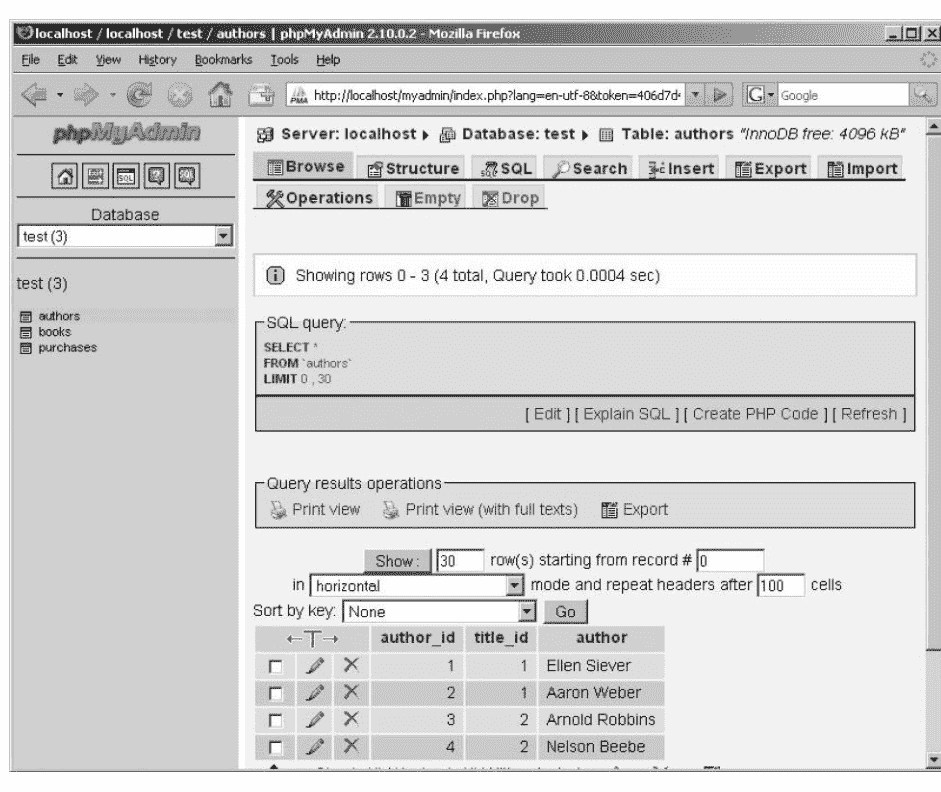 localhost / localhost / test / authors | phpMyAdmin 2.10.0.2 - Mozilla Firefox
File Edit View History Bookmarks Tools Help
PMA http://localhost/myadmin/index.php?lang=en-utf-8&token=406d7d G Google
phpMyAdmin
SQL
Database
test (3)
test (3)
authors
books
purchases
Server: localhost Database: test Table: authors "InnoDB free: 4096 kB"
Browse Structure SQL Search Insert Export Import
Operations Empty Drop
Showing rows 0 - 3 (4 total, Query took 0.0004 sec)
SQL query:
SELECT *
FROM `authors`
LIMIT 0 , 30
[ Edit ] [ Explain SQL ] [ Create PHP Code ] [ Refresh ]
Query results operations
Print view Print view (with full texts) Export
Show : 30 row(s) starting from record # 0
in horizontal mode and repeat headers after 100 cells
Sort by key: None Go
←T→ author_id title_id author
1 1 Ellen Siever
2 1 Aaron Weber
3 2 Arnold Robbins
4 2 Nelson Beebe